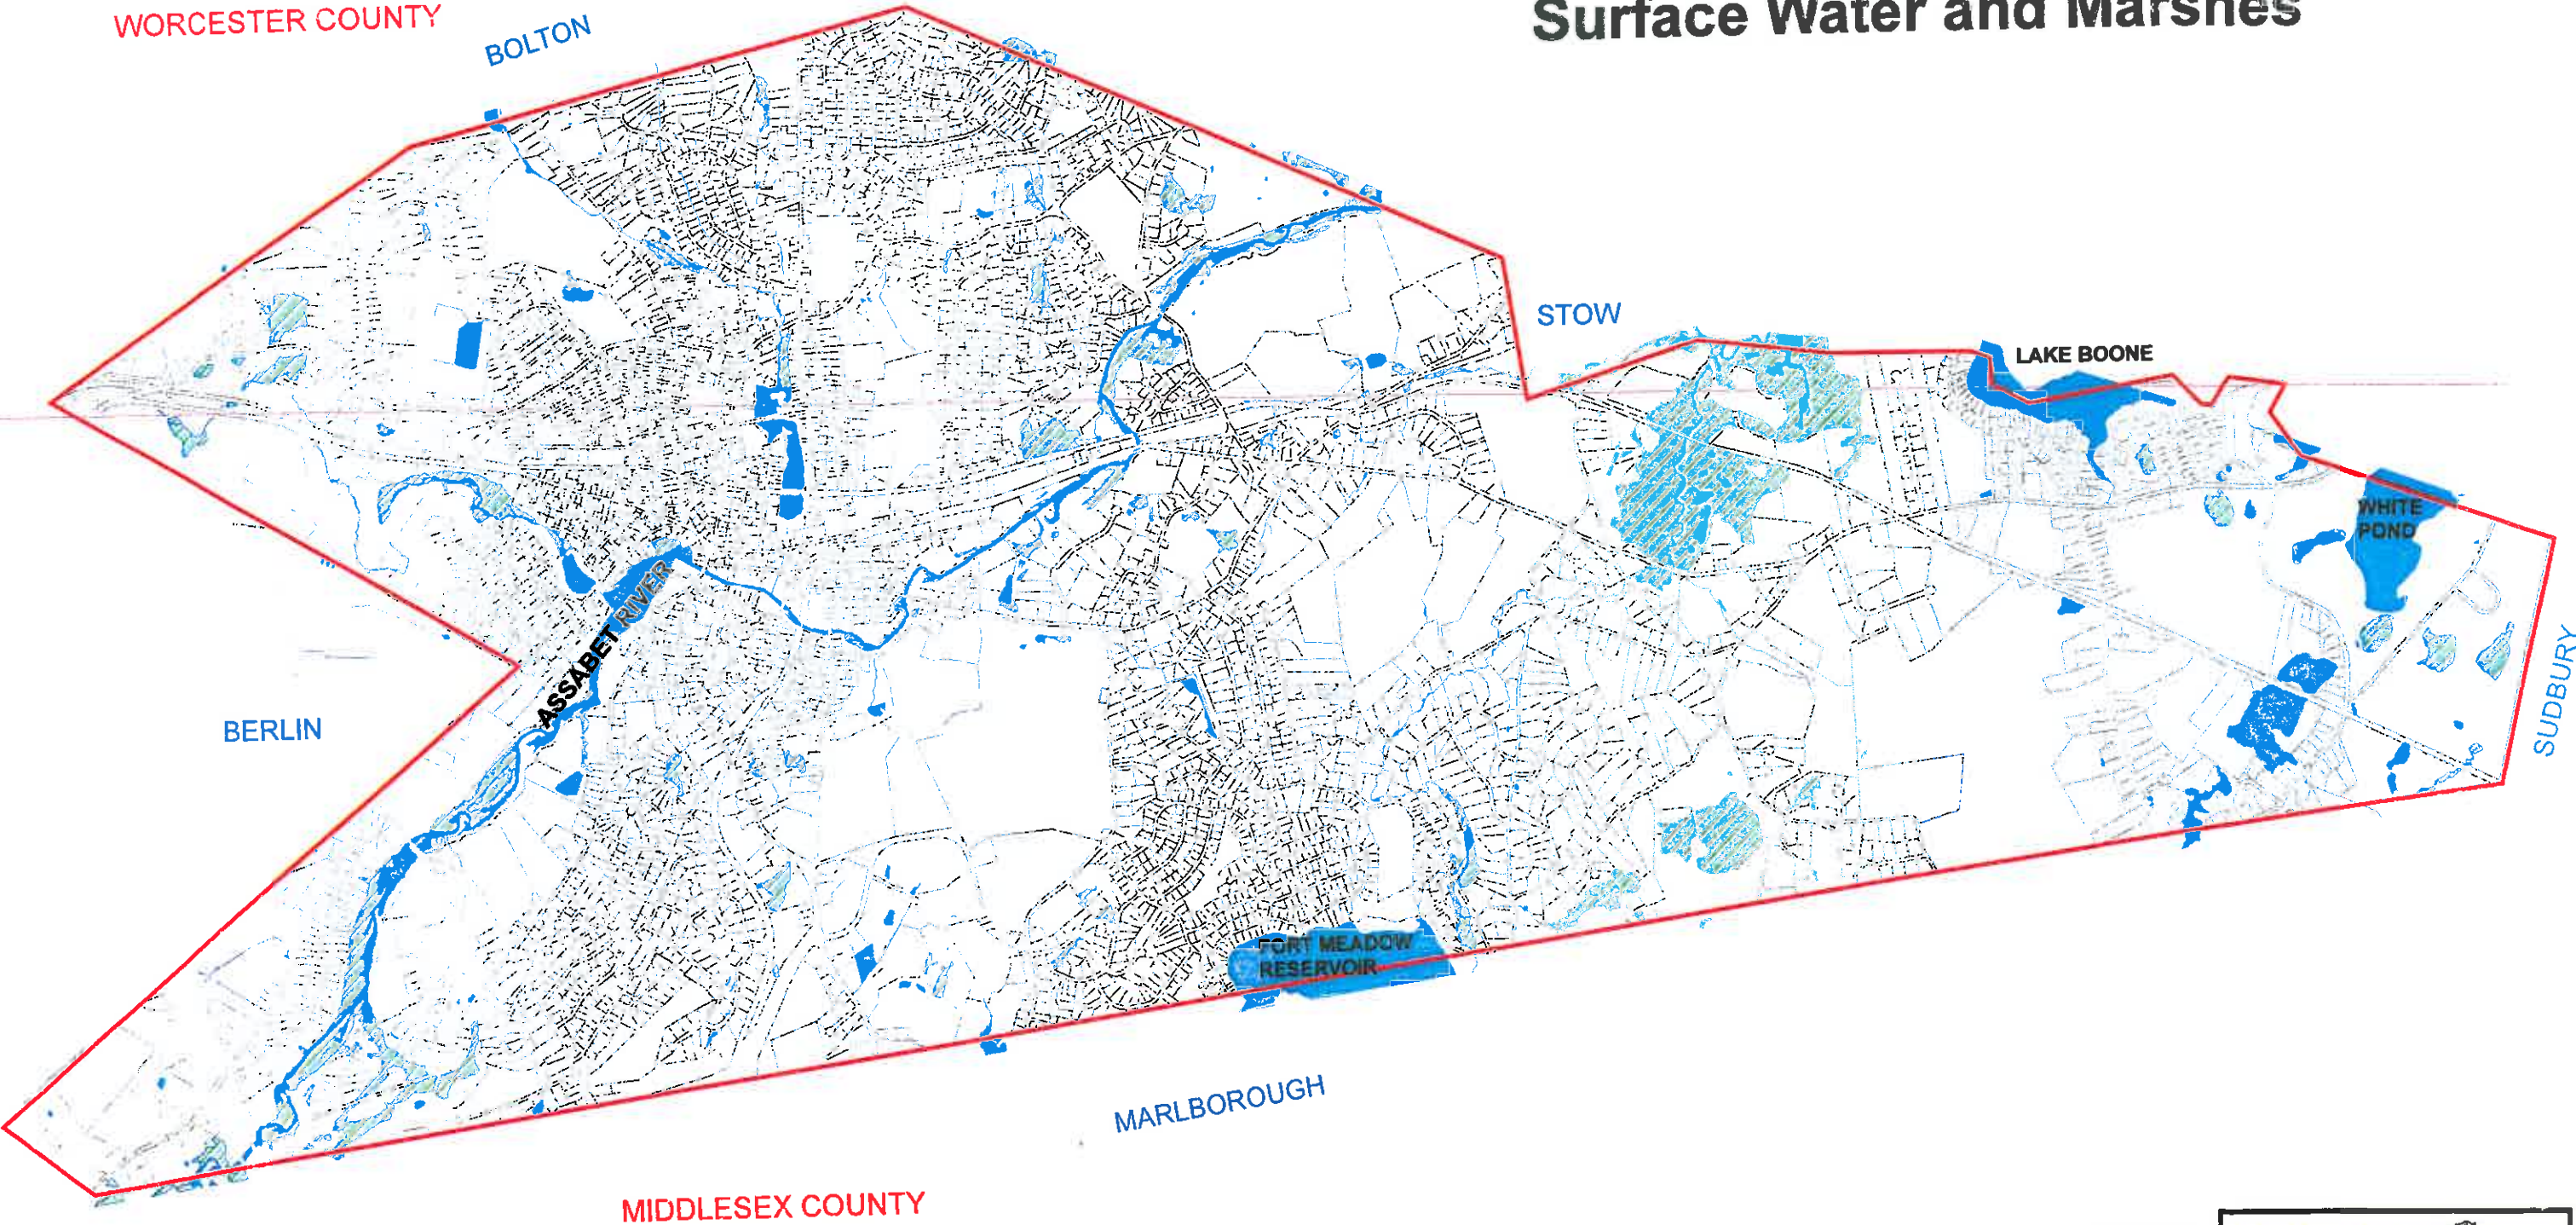 Surface Water and Marshes
WORCESTER COUNTY
BOLTON
STOW
LAKE BOONE
WHITE
POND
ASSABET RIVER
BERLIN
SUDBURY
FORT MEADOW
RESERVOIR
MARLBOROUGH
MIDDLESEX COUNTY